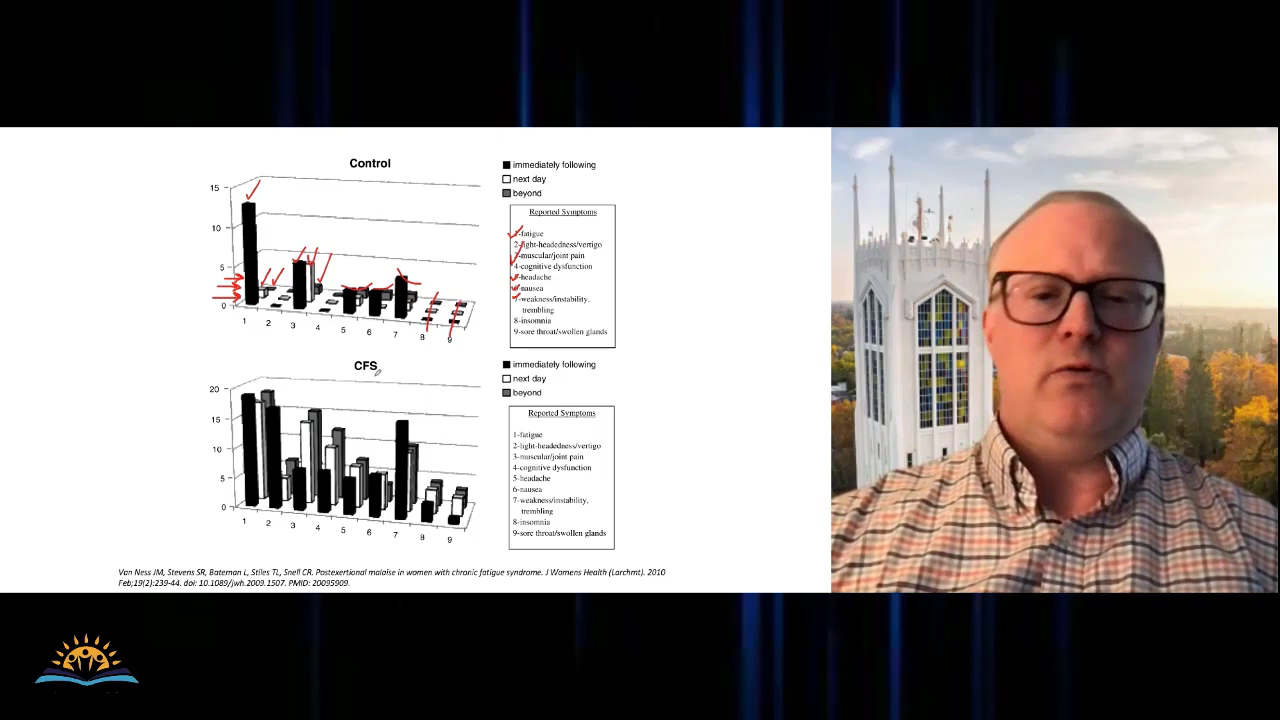 Control
15
10
5
0
1 2 3 4 5 6 7 8 9
immediately following
next day
beyond
Reported Symptoms
1-fatigue
2-light-headedness/vertigo
3-muscular/joint pain
4-cognitive dysfunction
5-headache
6-nausea
7-weakness/instability,
trembling
8-insomnia
9-sore throat/swollen glands
CFS
20
15
10
5
0
1 2 3 4 5 6 7 8 9
immediately following
next day
beyond
Reported Symptoms
1-fatigue
2-light-headedness/vertigo
3-muscular/joint pain
4-cognitive dysfunction
5-headache
6-nausea
7-weakness/instability,
trembling
8-insomnia
9-sore throat/swollen glands
Van Ness JM, Stevens SR, Bateman L, Stiles TL, Snell CR. Postexertional malaise in women with chronic fatigue syndrome. J Womens Health (Larchmt). 2010
Feb;19(2):239-44. doi: 10.1089/jwh.2009.1507. PMID: 20095909.